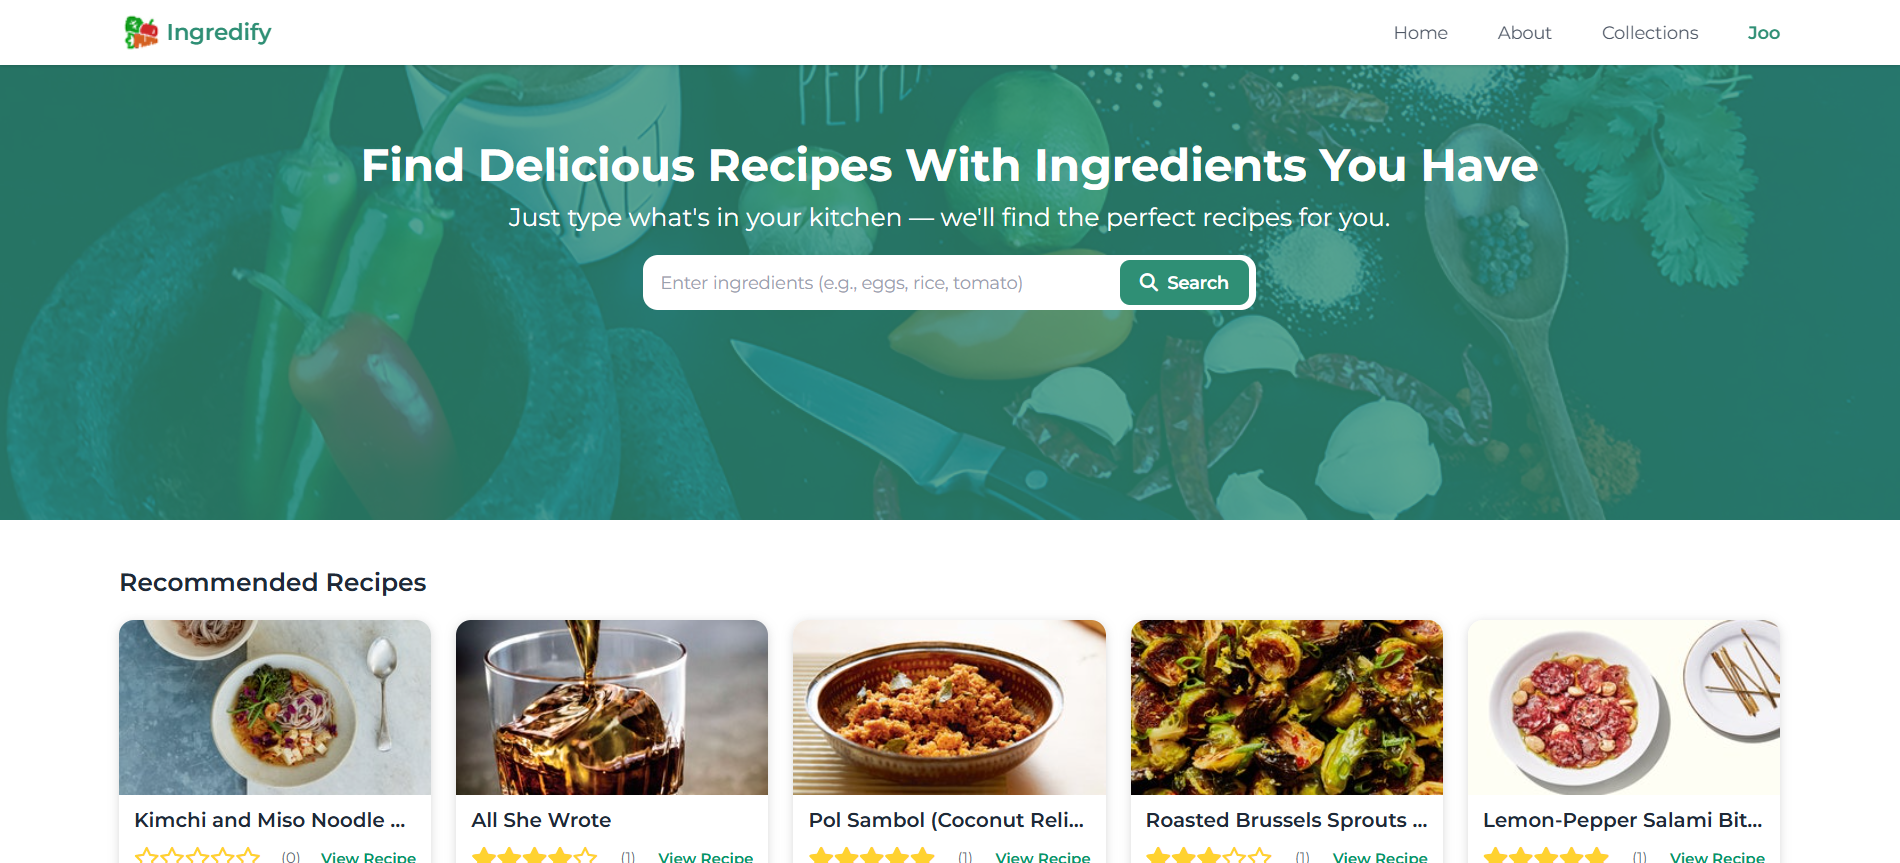 Ingredify
Home About Collections Joo
Find Delicious Recipes With Ingredients You Have
Just type what's in your kitchen — we'll find the perfect recipes for you.
Enter ingredients (e.g., eggs, rice, tomato)
Search
Recommended Recipes
Kimchi and Miso Noodle ...
(0) View Recipe
All She Wrote
(1) View Recipe
Pol Sambol (Coconut Reli...
(1) View Recipe
Roasted Brussels Sprouts ...
(1) View Recipe
Lemon-Pepper Salami Bit...
(1) View Recipe